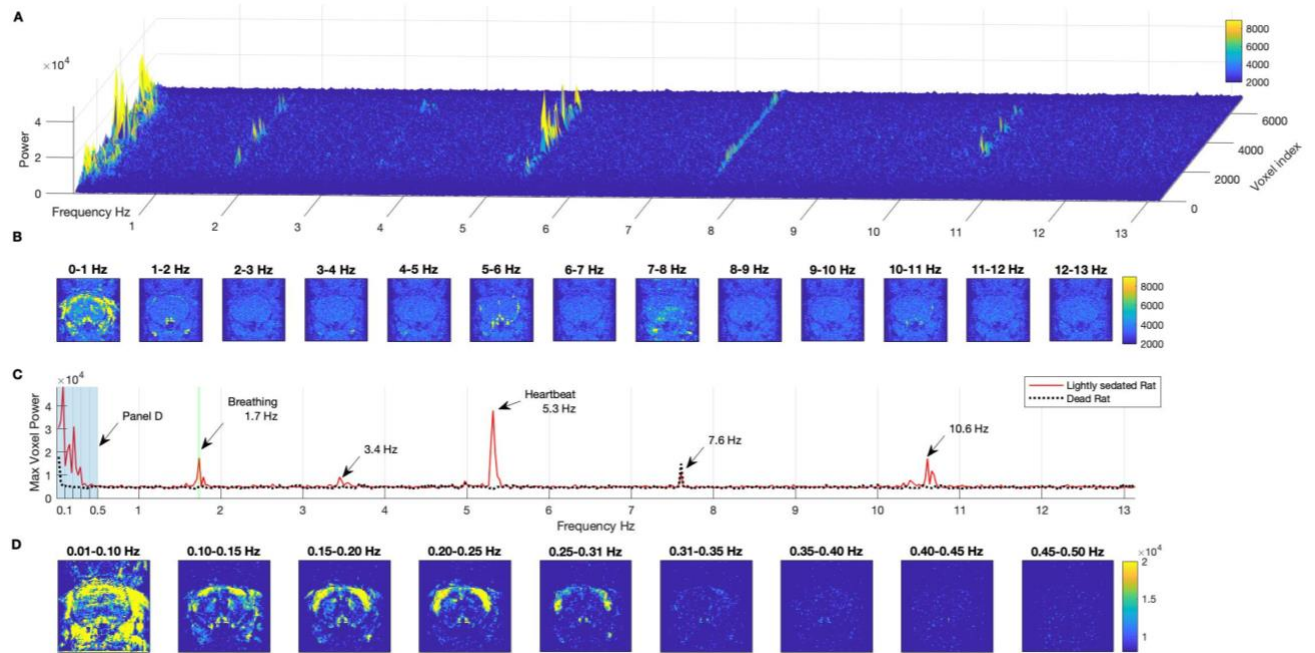 A
×10⁴
4
2
0
Power
Frequency Hz
1 2 3 4 5 6 7 8 9 10 11 12 13
0
2000
4000
6000
Voxel index
8000
6000
4000
2000
B
0-1 Hz 1-2 Hz 2-3 Hz 3-4 Hz 4-5 Hz 5-6 Hz 6-7 Hz 7-8 Hz 8-9 Hz 9-10 Hz 10-11 Hz 11-12 Hz 12-13 Hz
8000
6000
4000
2000
C
×10⁴
4
3
2
1
0
Max Voxel Power
Panel D
Breathing
1.7 Hz
3.4 Hz
Heartbeat
5.3 Hz
7.6 Hz
10.6 Hz
Lightly sedated Rat
Dead Rat
0.1 0.5 1 2 3 4 5 6 7 8 9 10 11 12 13
Frequency Hz
D
0.01-0.10 Hz 0.10-0.15 Hz 0.15-0.20 Hz 0.20-0.25 Hz 0.25-0.31 Hz 0.31-0.35 Hz 0.35-0.40 Hz 0.40-0.45 Hz 0.45-0.50 Hz
×10⁴
2
1.5
1